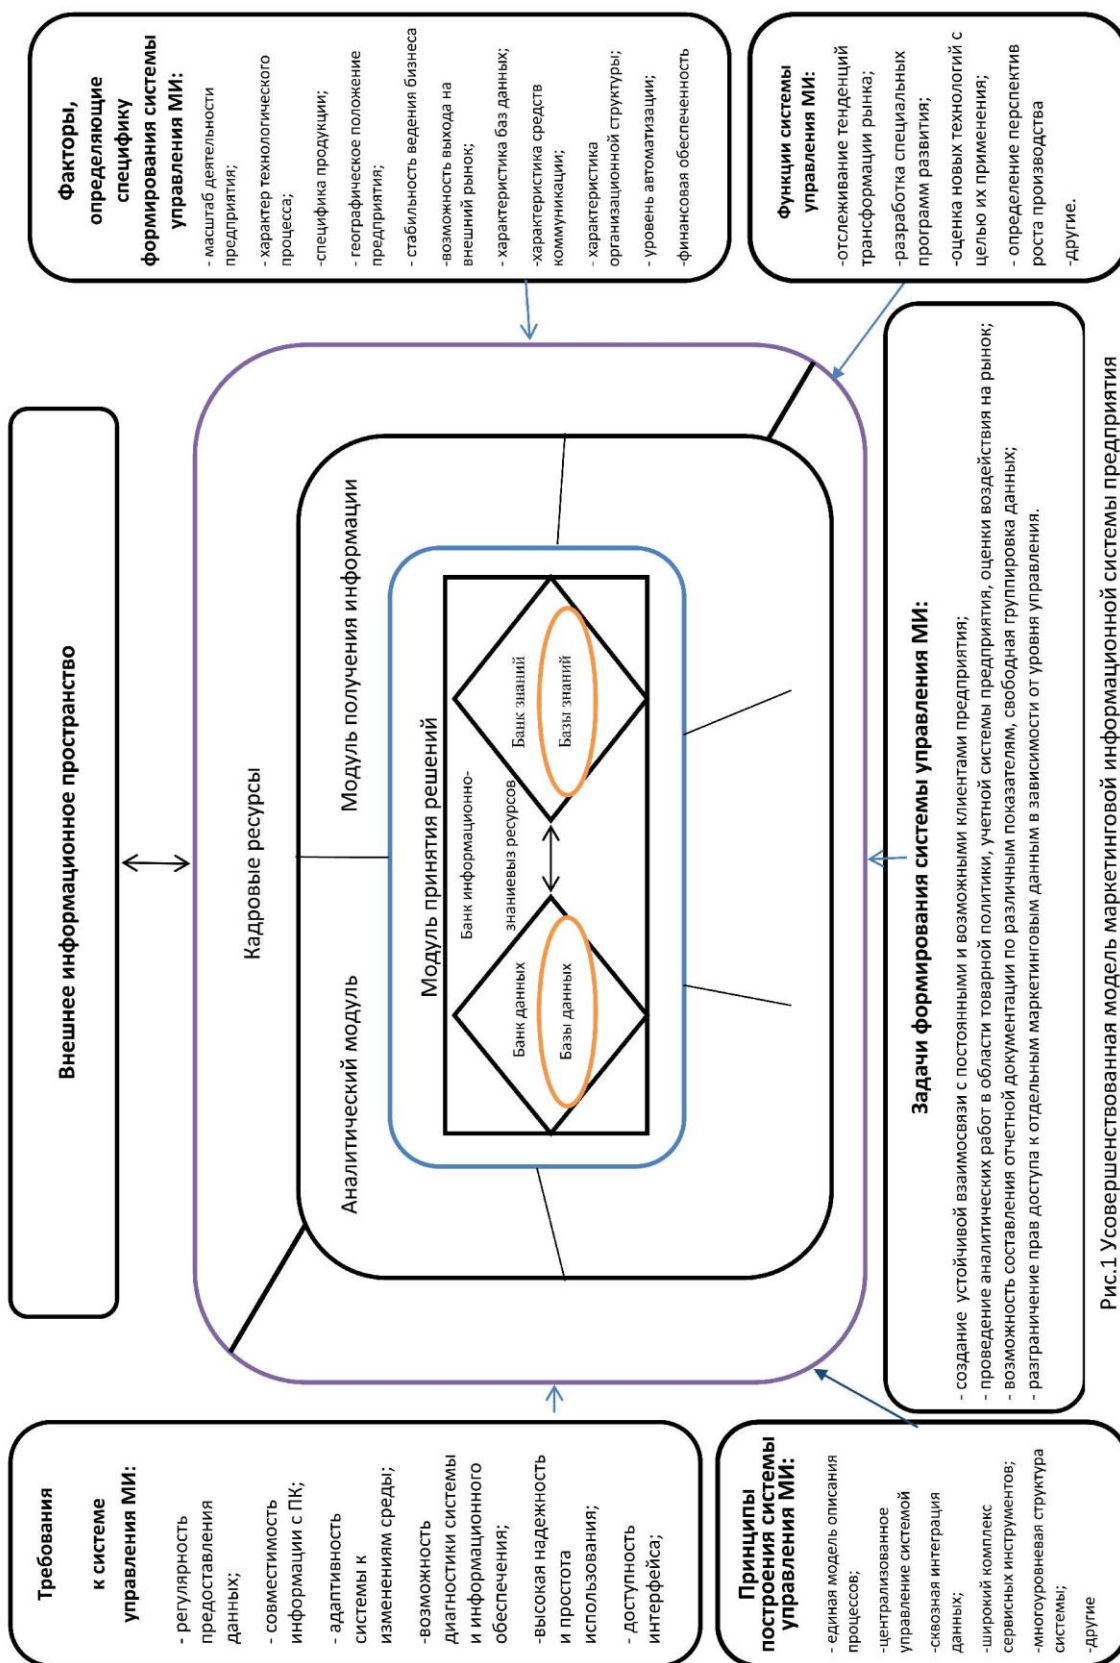 Внешнее информационное пространство
Требования
к системе
управления МИ:
- регулярность
предоставления
данных;
- совместимость
информации с ПК;
- адаптивность
системы к
изменениям среды;
-возможность
диагностики системы
и информационного
обеспечения;
-высокая надежность
и простота
использования;
- доступность
интерфейса;
Принципы
построения системы
управления МИ:
- единая модель описания
процессов;
-централизованное
управление системой
-сквозная интеграция
данных;
-широкий комплекс
сервисных инструментов;
-многоуровневая структура
системы;
-другие
Кадровые ресурсы
Аналитический модуль
Модуль получения информации
Модуль принятия решений
Банк информационно-
знаниевыз ресурсов
Банк данных
Базы данных
Банк знаний
Базы знаний
Факторы,
определяющие
специфику
формирования системы
управления МИ:
- масштаб деятельности
предприятия;
- характер технологического
процесса;
-специфика продукции;
- географическое положение
предприятия;
- стабильность ведения бизнеса
-возможность выхода на
внешний рынок;
- характеристика баз данных;
-характеристика средств
коммуникации;
- характеристика
организационной структуры;
- уровень автоматизации;
-финансовая обеспеченность
Функции системы
управления МИ:
-отслеживание тенденций
трансформации рынка;
-разработка специальных
программ развития;
-оценка новых технологий с
целью их применения;
- определение перспектив
роста производства
-другие.
Задачи формирования системы управления МИ:
- создание устойчивой взаимосвязи с постоянными и возможными клиентами предприятия;
- проведение аналитических работ в области товарной политики, учетной системы предприятия, оценки воздействия на рынок;
- возможность составления отчетной документации по различным показателям, свободная группировка данных;
- разграничение прав доступа к отдельным маркетинговым данным в зависимости от уровня управления.
Рис.1 Усовершенствованная модель маркетинговой информационной системы предприятия